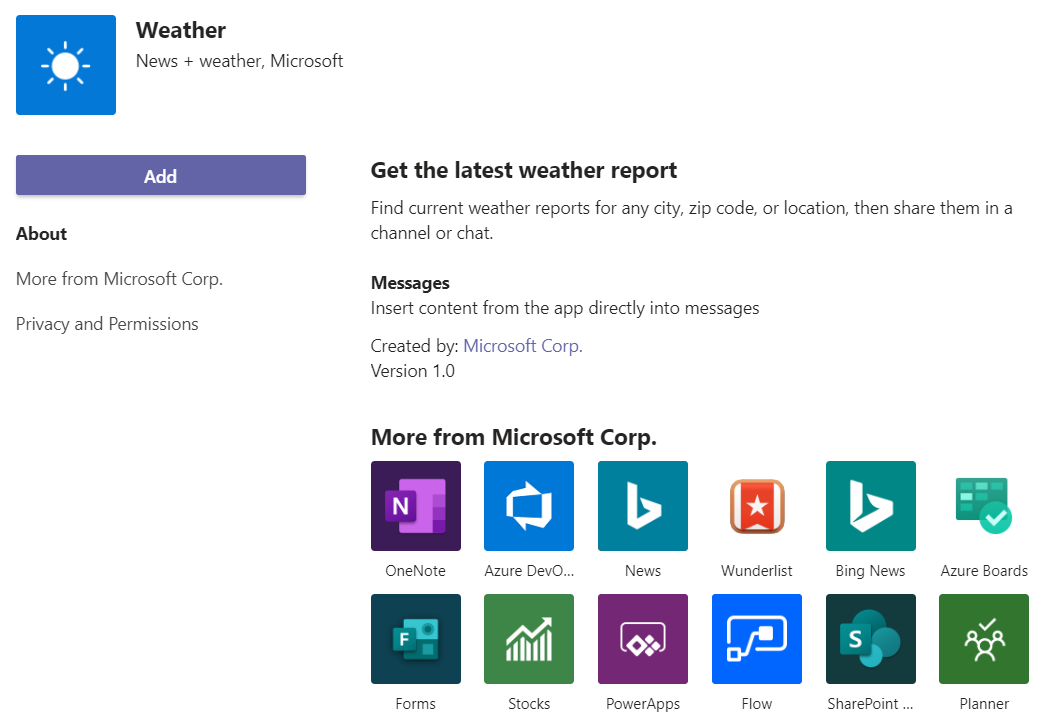 Weather
News + weather, Microsoft
Add
About
More from Microsoft Corp.
Privacy and Permissions
Get the latest weather report
Find current weather reports for any city, zip code, or location, then share them in a
channel or chat.
Messages
Insert content from the app directly into messages
Created by: Microsoft Corp.
Version 1.0
More from Microsoft Corp.
N
OneNote
Azure DevO...
News
Wunderlist
Bing News
Azure Boards
F
S
Forms
Stocks
PowerApps
Flow
SharePoint ...
Planner